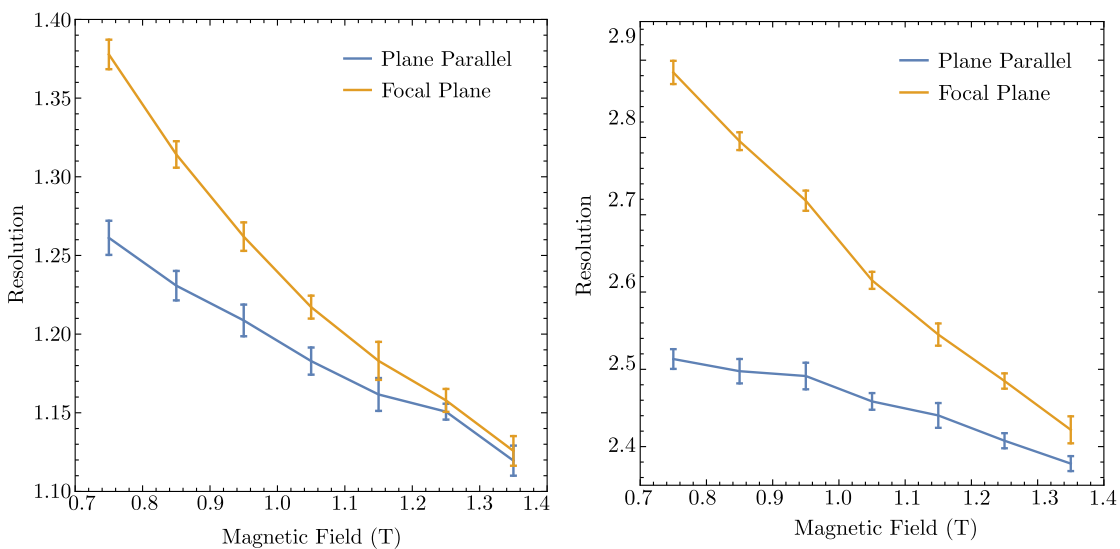 1.40
1.35
1.30
1.25
1.20
1.15
1.10
Resolution
Plane Parallel
Focal Plane
0.7 0.8 0.9 1.0 1.1 1.2 1.3 1.4
Magnetic Field (T)
2.9
2.8
2.7
2.6
2.5
2.4
Resolution
Plane Parallel
Focal Plane
0.7 0.8 0.9 1.0 1.1 1.2 1.3 1.4
Magnetic Field (T)